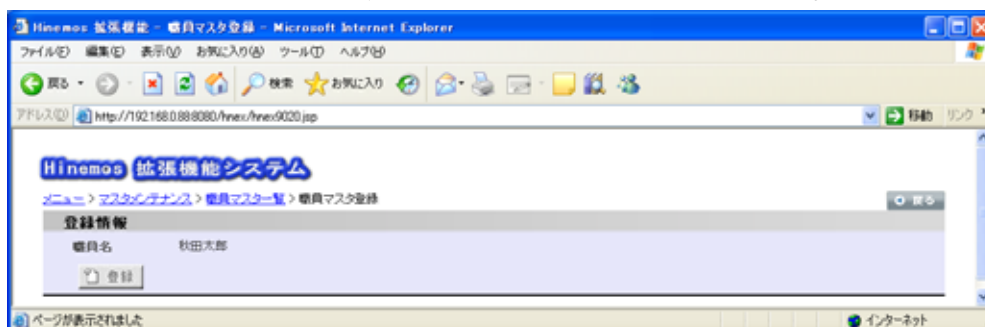 Hinemos 拡張機能 - 職員マスタ登録 - Microsoft Internet Explorer
ファイル(F) 編集(E) 表示(V) お気に入り(A) ツール(T) ヘルプ(H)
戻る 検索 お気に入り
アドレス(D) http://192.168.0.88:8080/hnex/hnex9020.jsp 移動 リンク
Hinemos 拡張機能システム
メニュー > マスタメンテナンス > 職員マスター覧 > 職員マスタ登録 戻る
登録情報
職員名 秋田太郎
登録
ページが表示されました インターネット